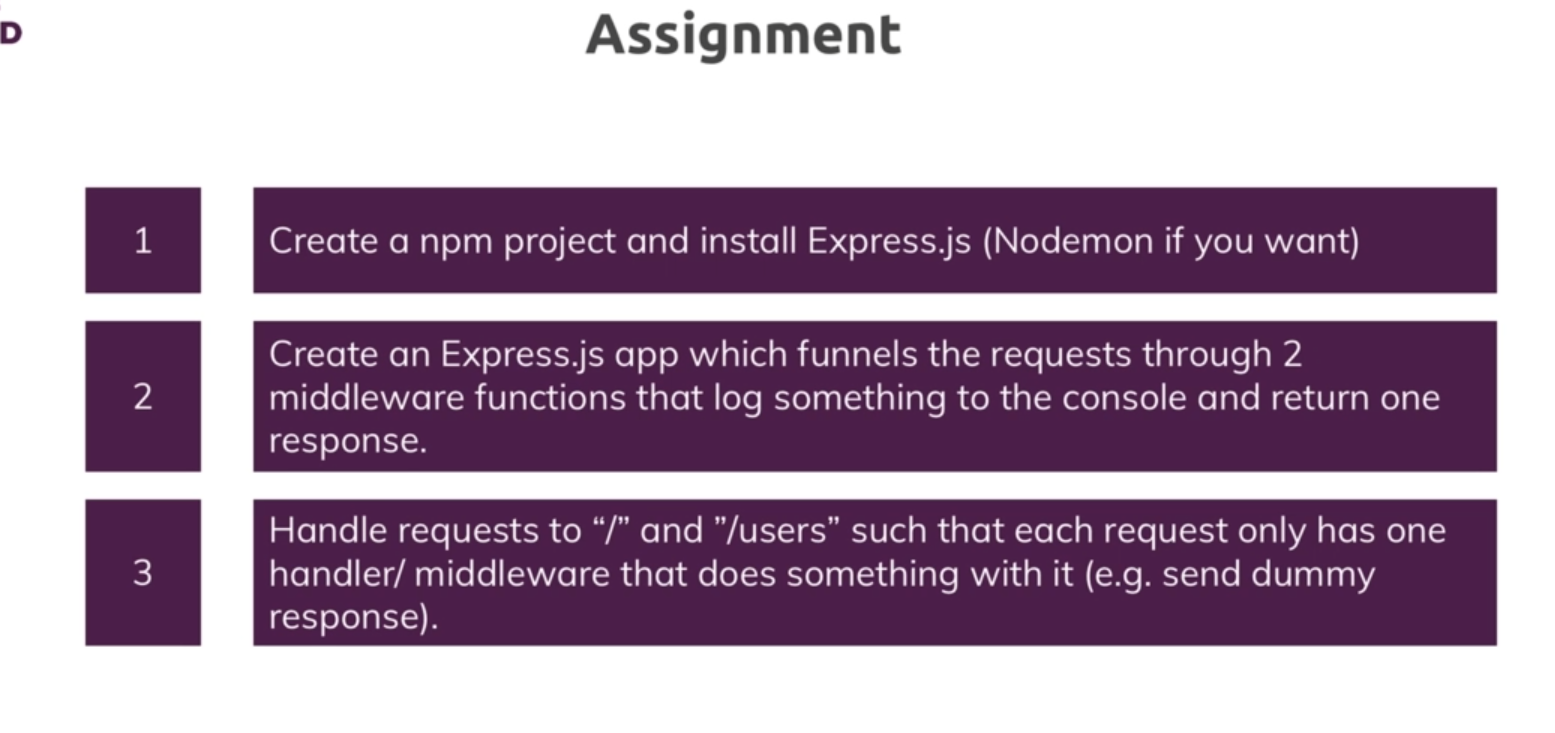 D
Assignment
1
Create a npm project and install Express.js (Nodemon if you want)
2
Create an Express.js app which funnels the requests through 2
middleware functions that log something to the console and return one
response.
3
Handle requests to “/” and ”/users” such that each request only has one
handler/ middleware that does something with it (e.g. send dummy
response).